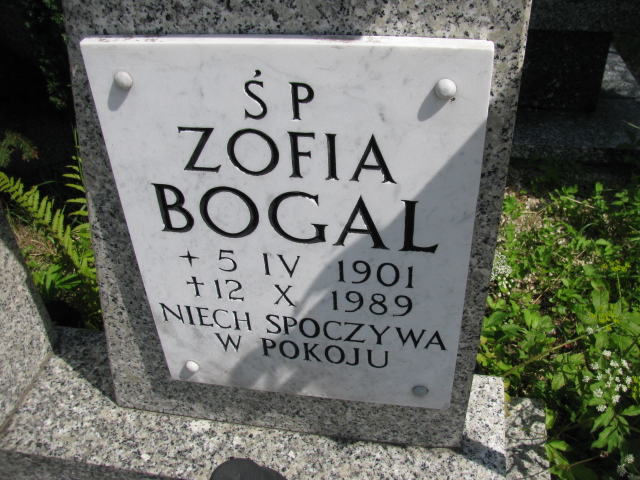 ŚP
ZOFIA
BOGAL
+ 5 IV 1901
+ 12 X 1989
NIECH SPOCZYWA
W POKOJU